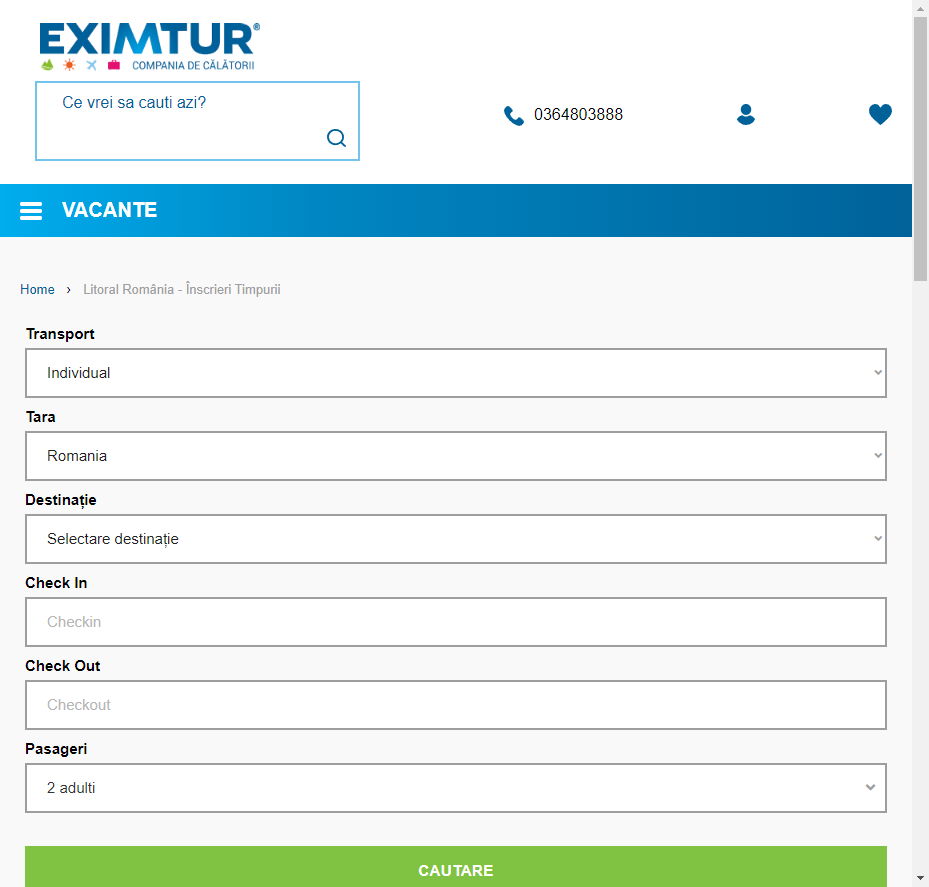 EXIMTUR®
COMPANIA DE CĂLĂTORII
Ce vrei sa cauti azi?
0364803888
VACANTE
Home › Litoral România - Înscrieri Timpurii
Transport
Individual
Tara
Romania
Destinație
Selectare destinație
Check In
Checkin
Check Out
Checkout
Pasageri
2 adulti
CAUTARE